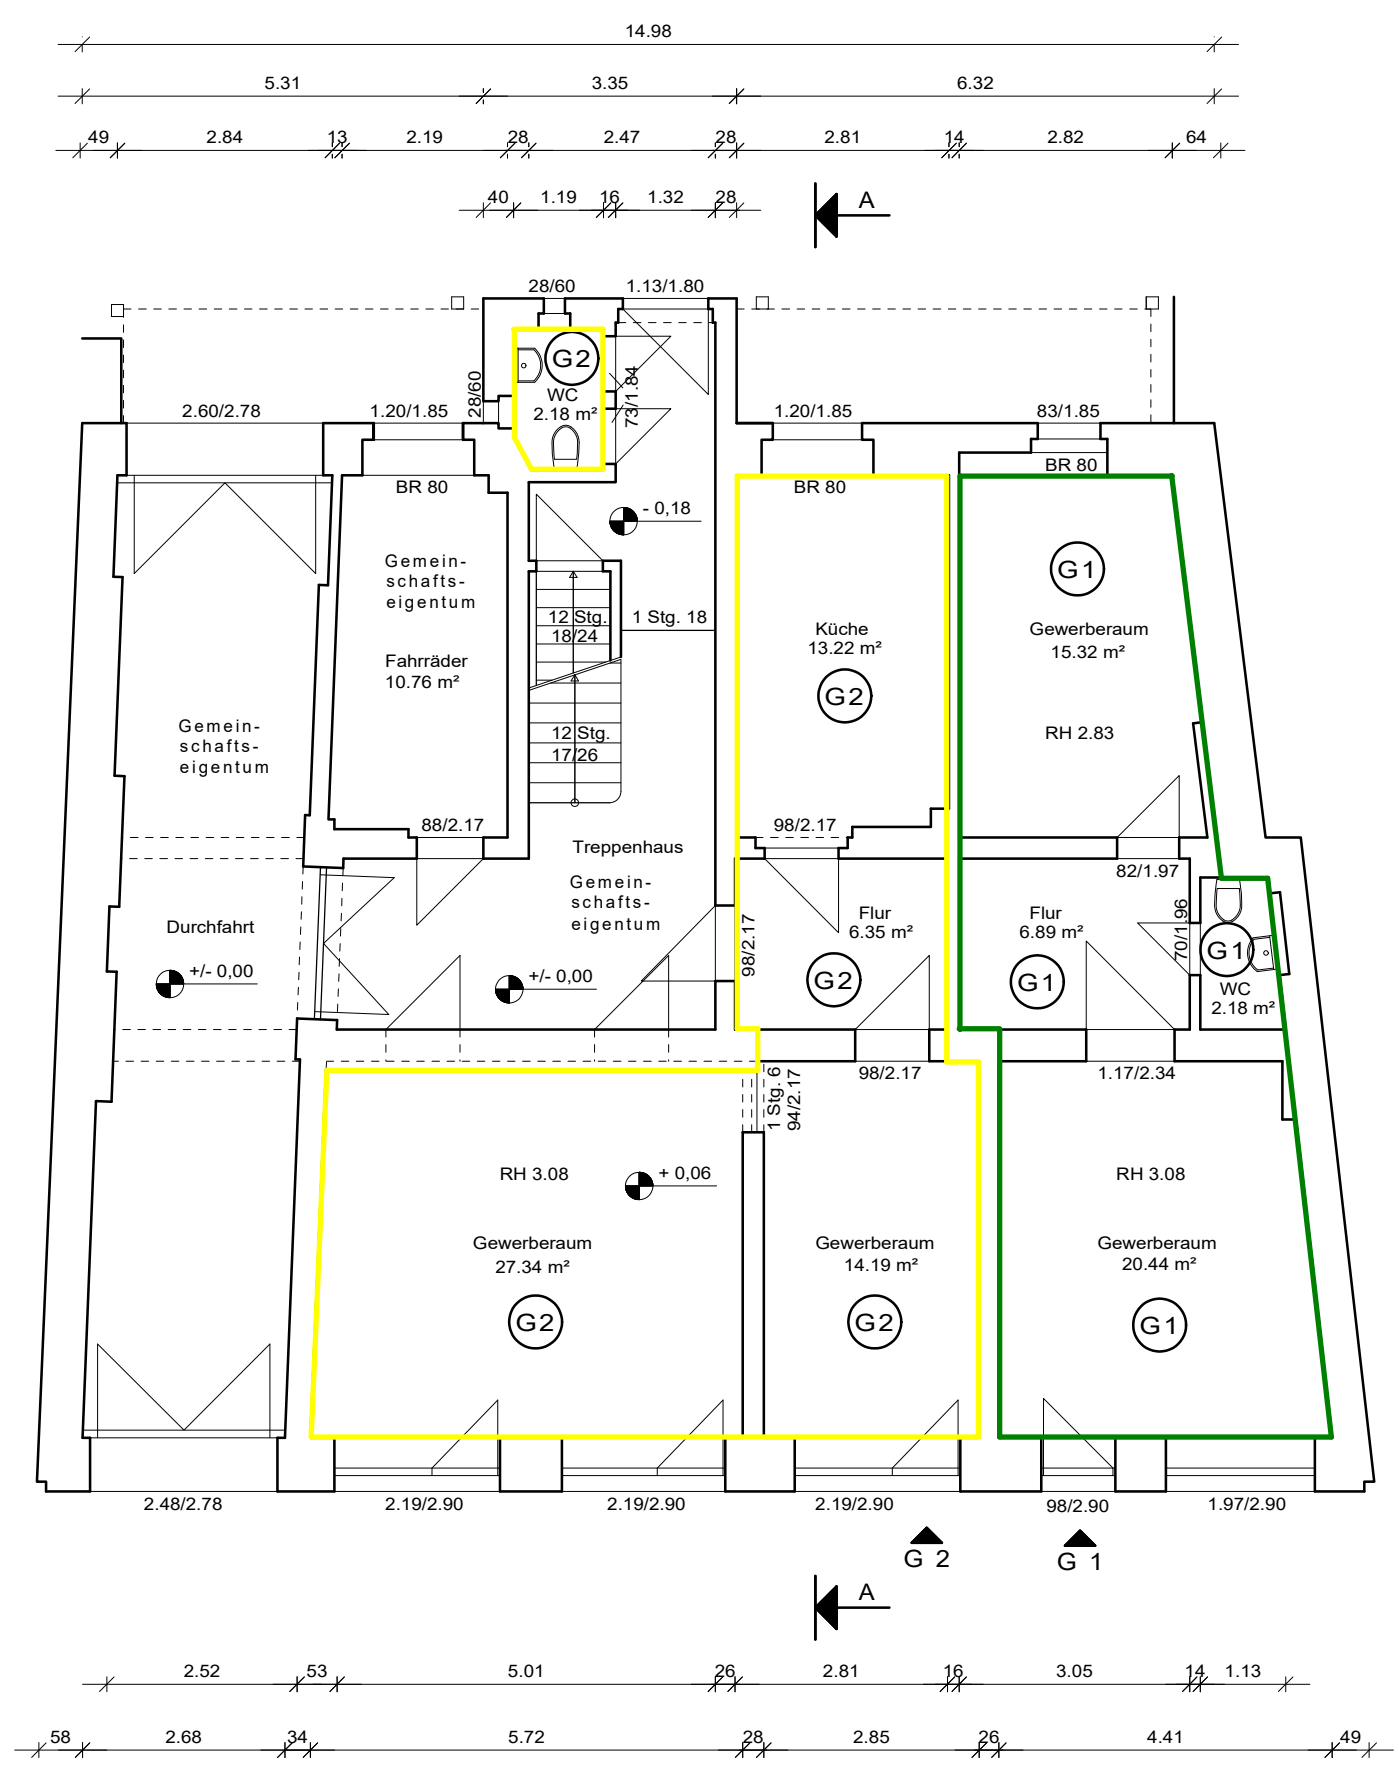 14.98
5.31 3.35 6.32
49 2.84 13 2.19 28 2.47 28 2.81 14 2.82 64
40 1.19 16 1.32 28
A
28/60 1.13/1.80
G2
WC
2.18 m²
28/60
73/1.84
2.60/2.78 1.20/1.85 1.20/1.85 83/1.85
BR 80 BR 80 BR 80
- 0,18
Gemein-
schafts-
eigentum
Fahrräder
10.76 m²
12 Stg.
18/24
1 Stg. 18
12 Stg.
17/26
Küche
13.22 m²
G2
G1
Gewerberaum
15.32 m²
RH 2.83
Gemein-
schafts-
eigentum
88/2.17 98/2.17
82/1.97
Treppenhaus
Gemein-
schafts-
eigentum
Durchfahrt
+/- 0,00
+/- 0,00
98/2.17
Flur
6.35 m²
G2
Flur
6.89 m²
G1
70/1.96
G1
WC
2.18 m²
1 Stg. 6
94/2.17
98/2.17 1.17/2.34
RH 3.08
+ 0,06
RH 3.08
Gewerberaum
27.34 m²
G2
Gewerberaum
14.19 m²
G2
Gewerberaum
20.44 m²
G1
2.48/2.78 2.19/2.90 2.19/2.90 2.19/2.90 98/2.90 1.97/2.90
G 2 G 1
A
2.52 53 5.01 26 2.81 16 3.05 14 1.13
58 2.68 34 5.72 28 2.85 26 4.41 49